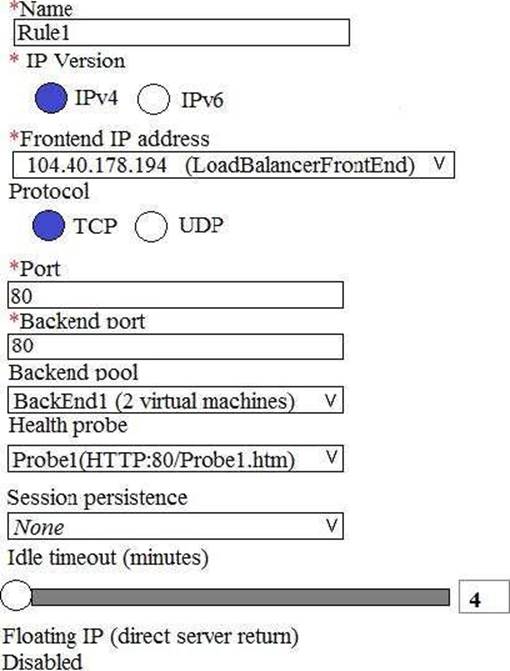 *Name
Rule1
* IP Version
IPv4 IPv6
*Frontend IP address
104.40.178.194 (LoadBalancerFrontEnd) V
Protocol
TCP UDP
*Port
80
*Backend port
80
Backend pool
BackEnd1 (2 virtual machines) V
Health probe
Probe1(HTTP:80/Probe1.htm) V
Session persistence
None V
Idle timeout (minutes)
4
Floating IP (direct server return)
Disabled